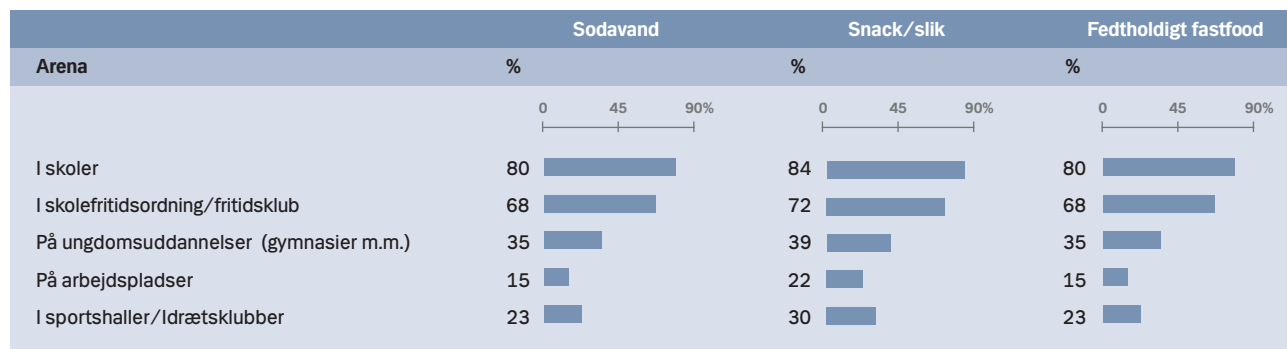 Sodavand Snack/slik Fedtholdigt fastfood
Arena % % %
0 45 90% 0 45 90% 0 45 90%
I skoler 80 84 80
I skolefritidsordning/fritidsklub 68 72 68
På ungdomsuddannelser (gymnasier m.m.) 35 39 35
På arbejdspladser 15 22 15
I sportshaller/Idrætsklubber 23 30 23